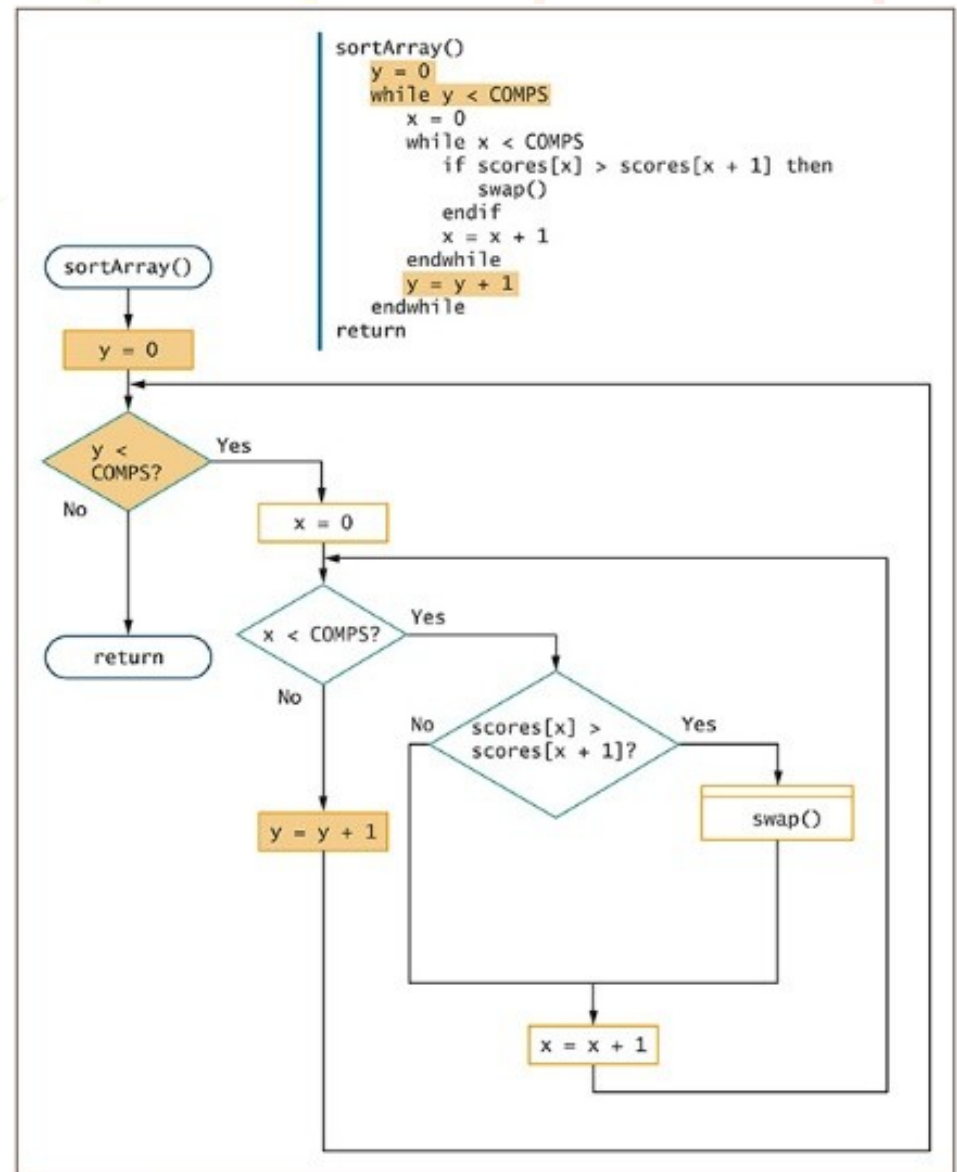 sortArray()
y = 0
while y < COMPS
x = 0
while x < COMPS
if scores[x] > scores[x + 1] then
swap()
endif
x = x + 1
endwhile
y = y + 1
endwhile
return
sortArray()
y = 0
y <
COMPS?
Yes
No
x = 0
return
x < COMPS?
Yes
No
scores[x] >
scores[x + 1]?
No
Yes
swap()
y = y + 1
x = x + 1